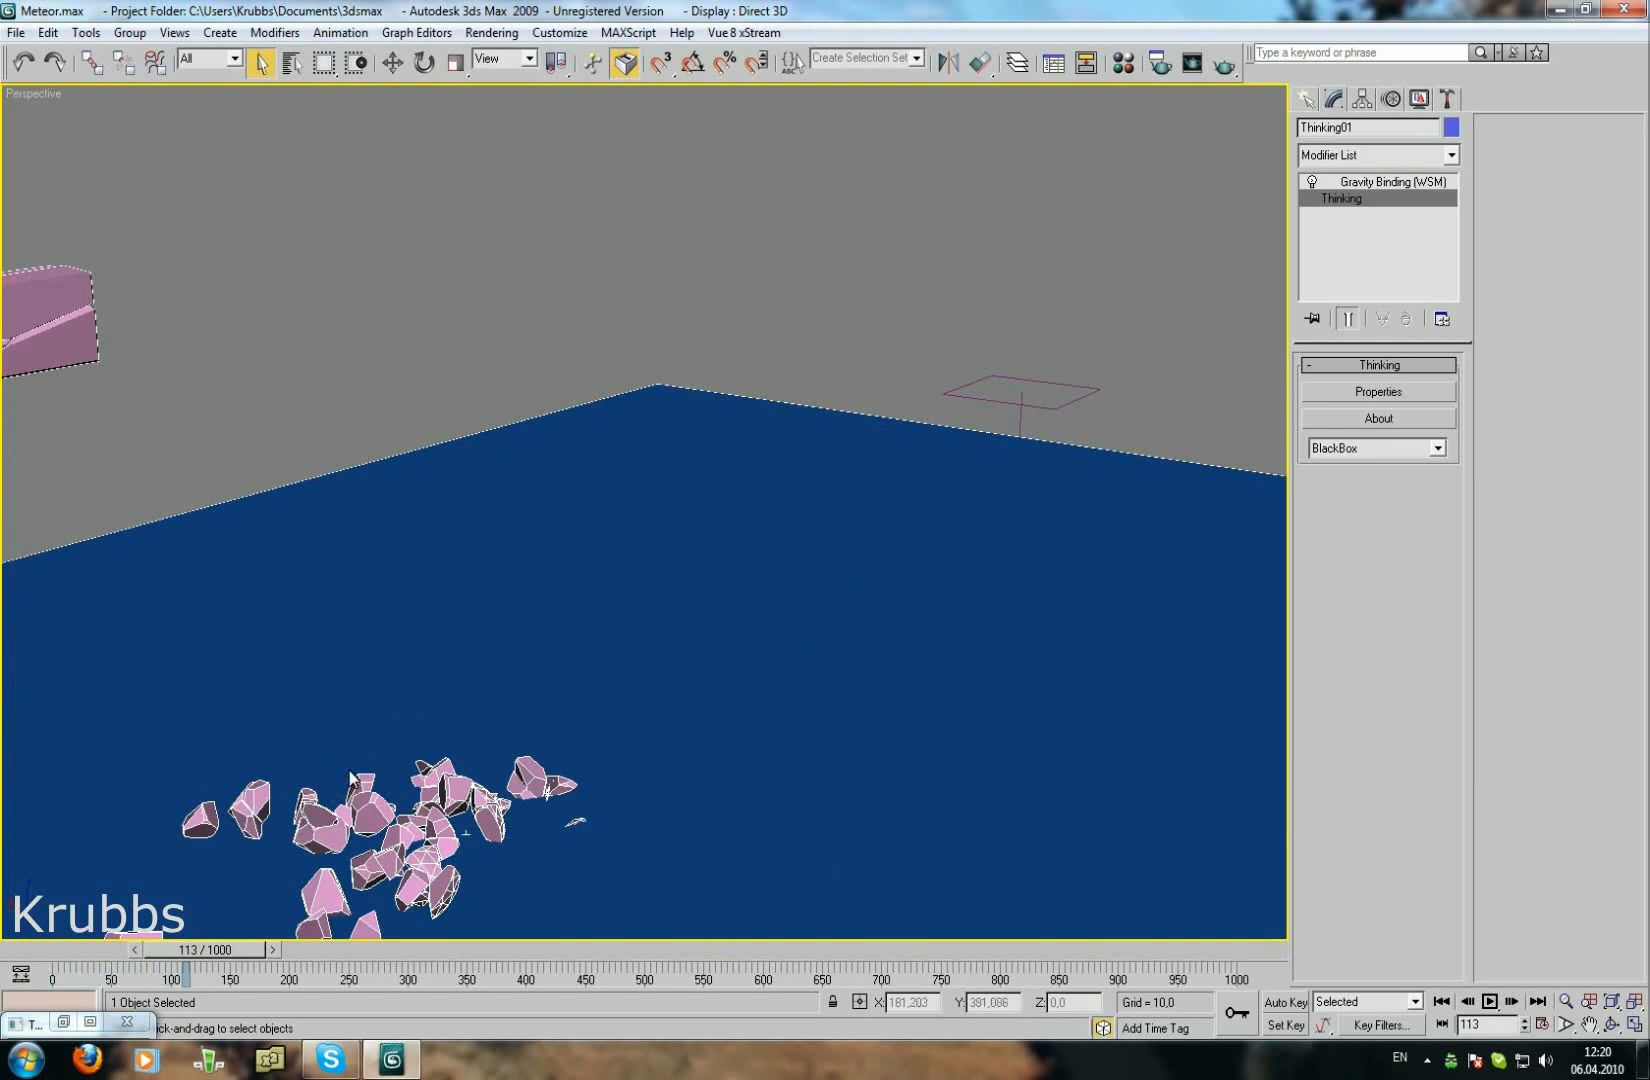 Meteor.max - Project Folder: C:\Users\Krubbs\Documents\3dsmax - Autodesk 3ds Max 2009 - Unregistered Version - Display : Direct 3D
File Edit Tools Group Views Create Modifiers Animation Graph Editors Rendering Customize MAXScript Help Vue 8 xStream
All View 3 % ABC Create Selection Set Type a keyword or phrase
Perspective
Thinking01
Modifier List
Gravity Binding (WSM)
Thinking
- Thinking
Properties
About
BlackBox
Krubbs
< 113 / 1000 >
0 50 100 150 200 250 300 350 400 450 500 550 600 650 700 750 800 850 900 950 1000
1 Object Selected X: 161,203 Y: 391,086 Z: 0,0 Grid = 10,0 Auto Key Selected
T... ick-and-drag to select objects Add Time Tag Set Key Key Filters... 113
EN 12:20
06.04.2010